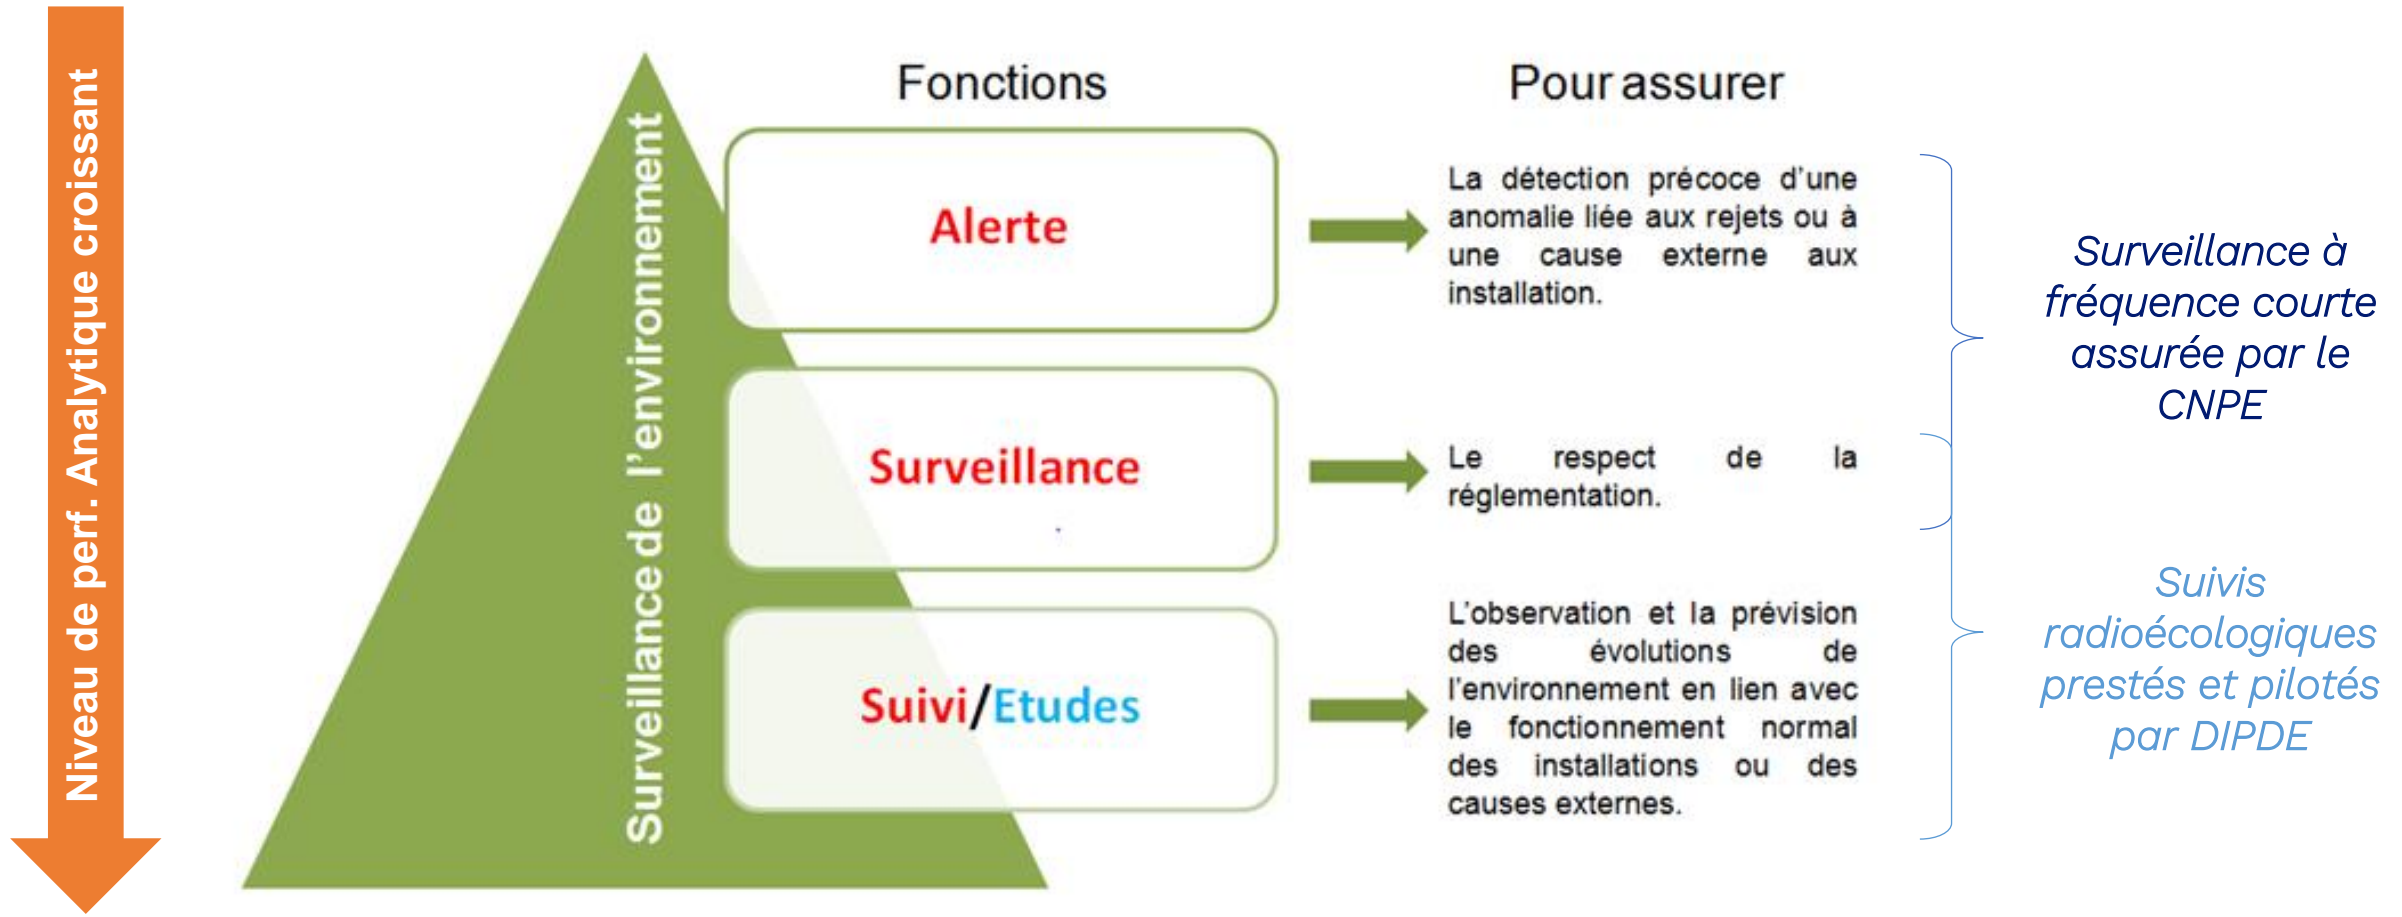 Niveau de perf. Analytique croissant
Surveillance de l'environnement
Fonctions
Pour assurer
Alerte
La détection précoce d'une
anomalie liée aux rejets ou à
une cause externe aux
installation.
Surveillance
Le respect de la
réglementation.
Suivi/Etudes
L'observation et la prévision
des évolutions de
l'environnement en lien avec
le fonctionnement normal
des installations ou des
causes externes.
Surveillance à
fréquence courte
assurée par le
CNPE
Suivis
radioécologiques
prestés et pilotés
par DIPDE